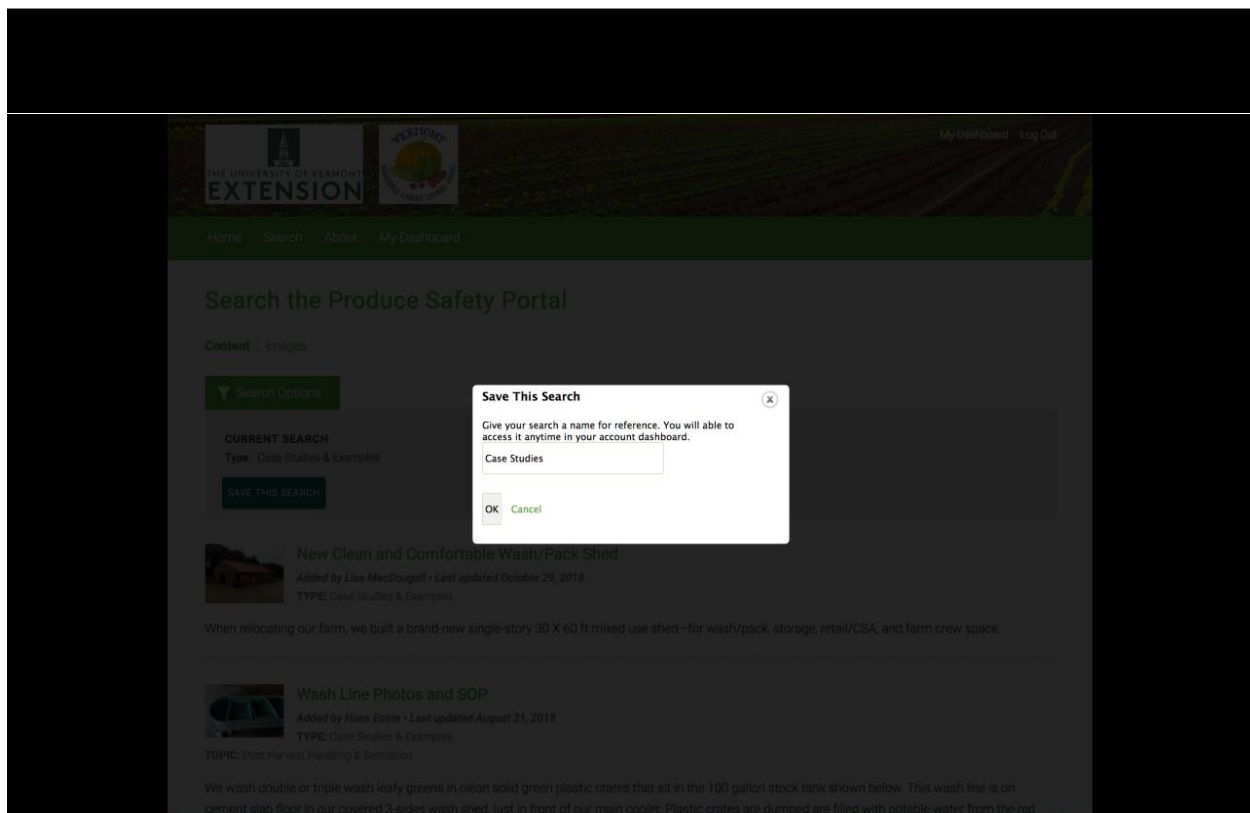 My Dashboard Log Out
THE UNIVERSITY OF VERMONT
EXTENSION
VERMONT
Home Search About My Dashboard
Search the Produce Safety Portal
Content | Images
Search Options
CURRENT SEARCH
Type: Case Studies & Examples
SAVE THIS SEARCH
Save This Search
x
Give your search a name for reference. You will able to
access it anytime in your account dashboard.
Case Studies
OK Cancel
New Clean and Comfortable Wash/Pack Shed
Added by Lise MacDougall • Last updated October 29, 2018
TYPE: Case Studies & Examples
When relocating our farm, we built a brand-new single-story 30 X 60 ft mixed use shed—for wash/pack, storage, retail/CSA, and farm crew space.
Wash Line Photos and SOP
Added by Hans Estrin • Last updated August 21, 2018
TYPE: Case Studies & Examples
TOPIC: Post Harvest Handling & Sanitation
We wash double or triple wash leafy greens in clean solid green plastic crates that sit in the 100 gallon stock tank shown below. This wash line is on
cement slab floor in our covered 3-sides wash shed, just in front of our main cooler. Plastic crates are dumped are filled with potable water from the red